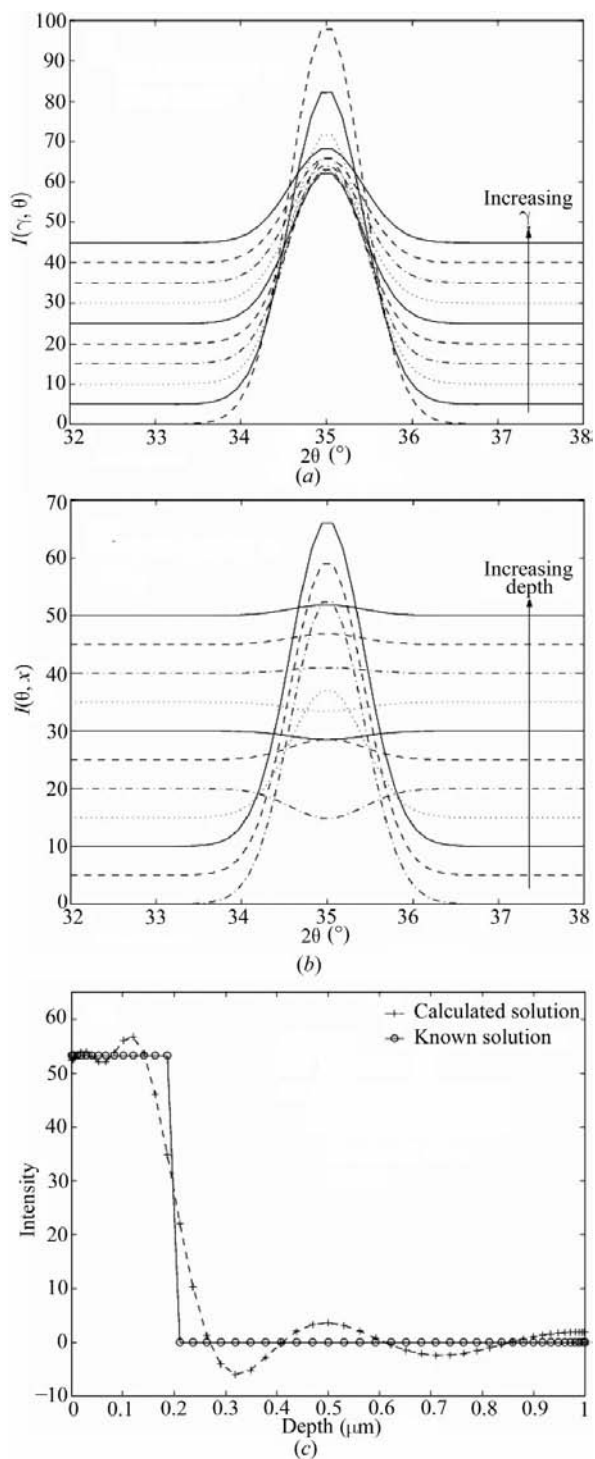 100
90
80
70
60
50
40
30
20
10
0
I(γ, θ)
Increasing
γ
32 33 34 35 36 37 38
2θ (°)
(a)
70
60
50
40
30
20
10
0
I(θ, x)
Increasing
depth
32 33 34 35 36 37 38
2θ (°)
(b)
60
50
40
30
20
10
0
−10
Intensity
Calculated solution
Known solution
0 0.1 0.2 0.3 0.4 0.5 0.6 0.7 0.8 0.9 1
Depth (μm)
(c)